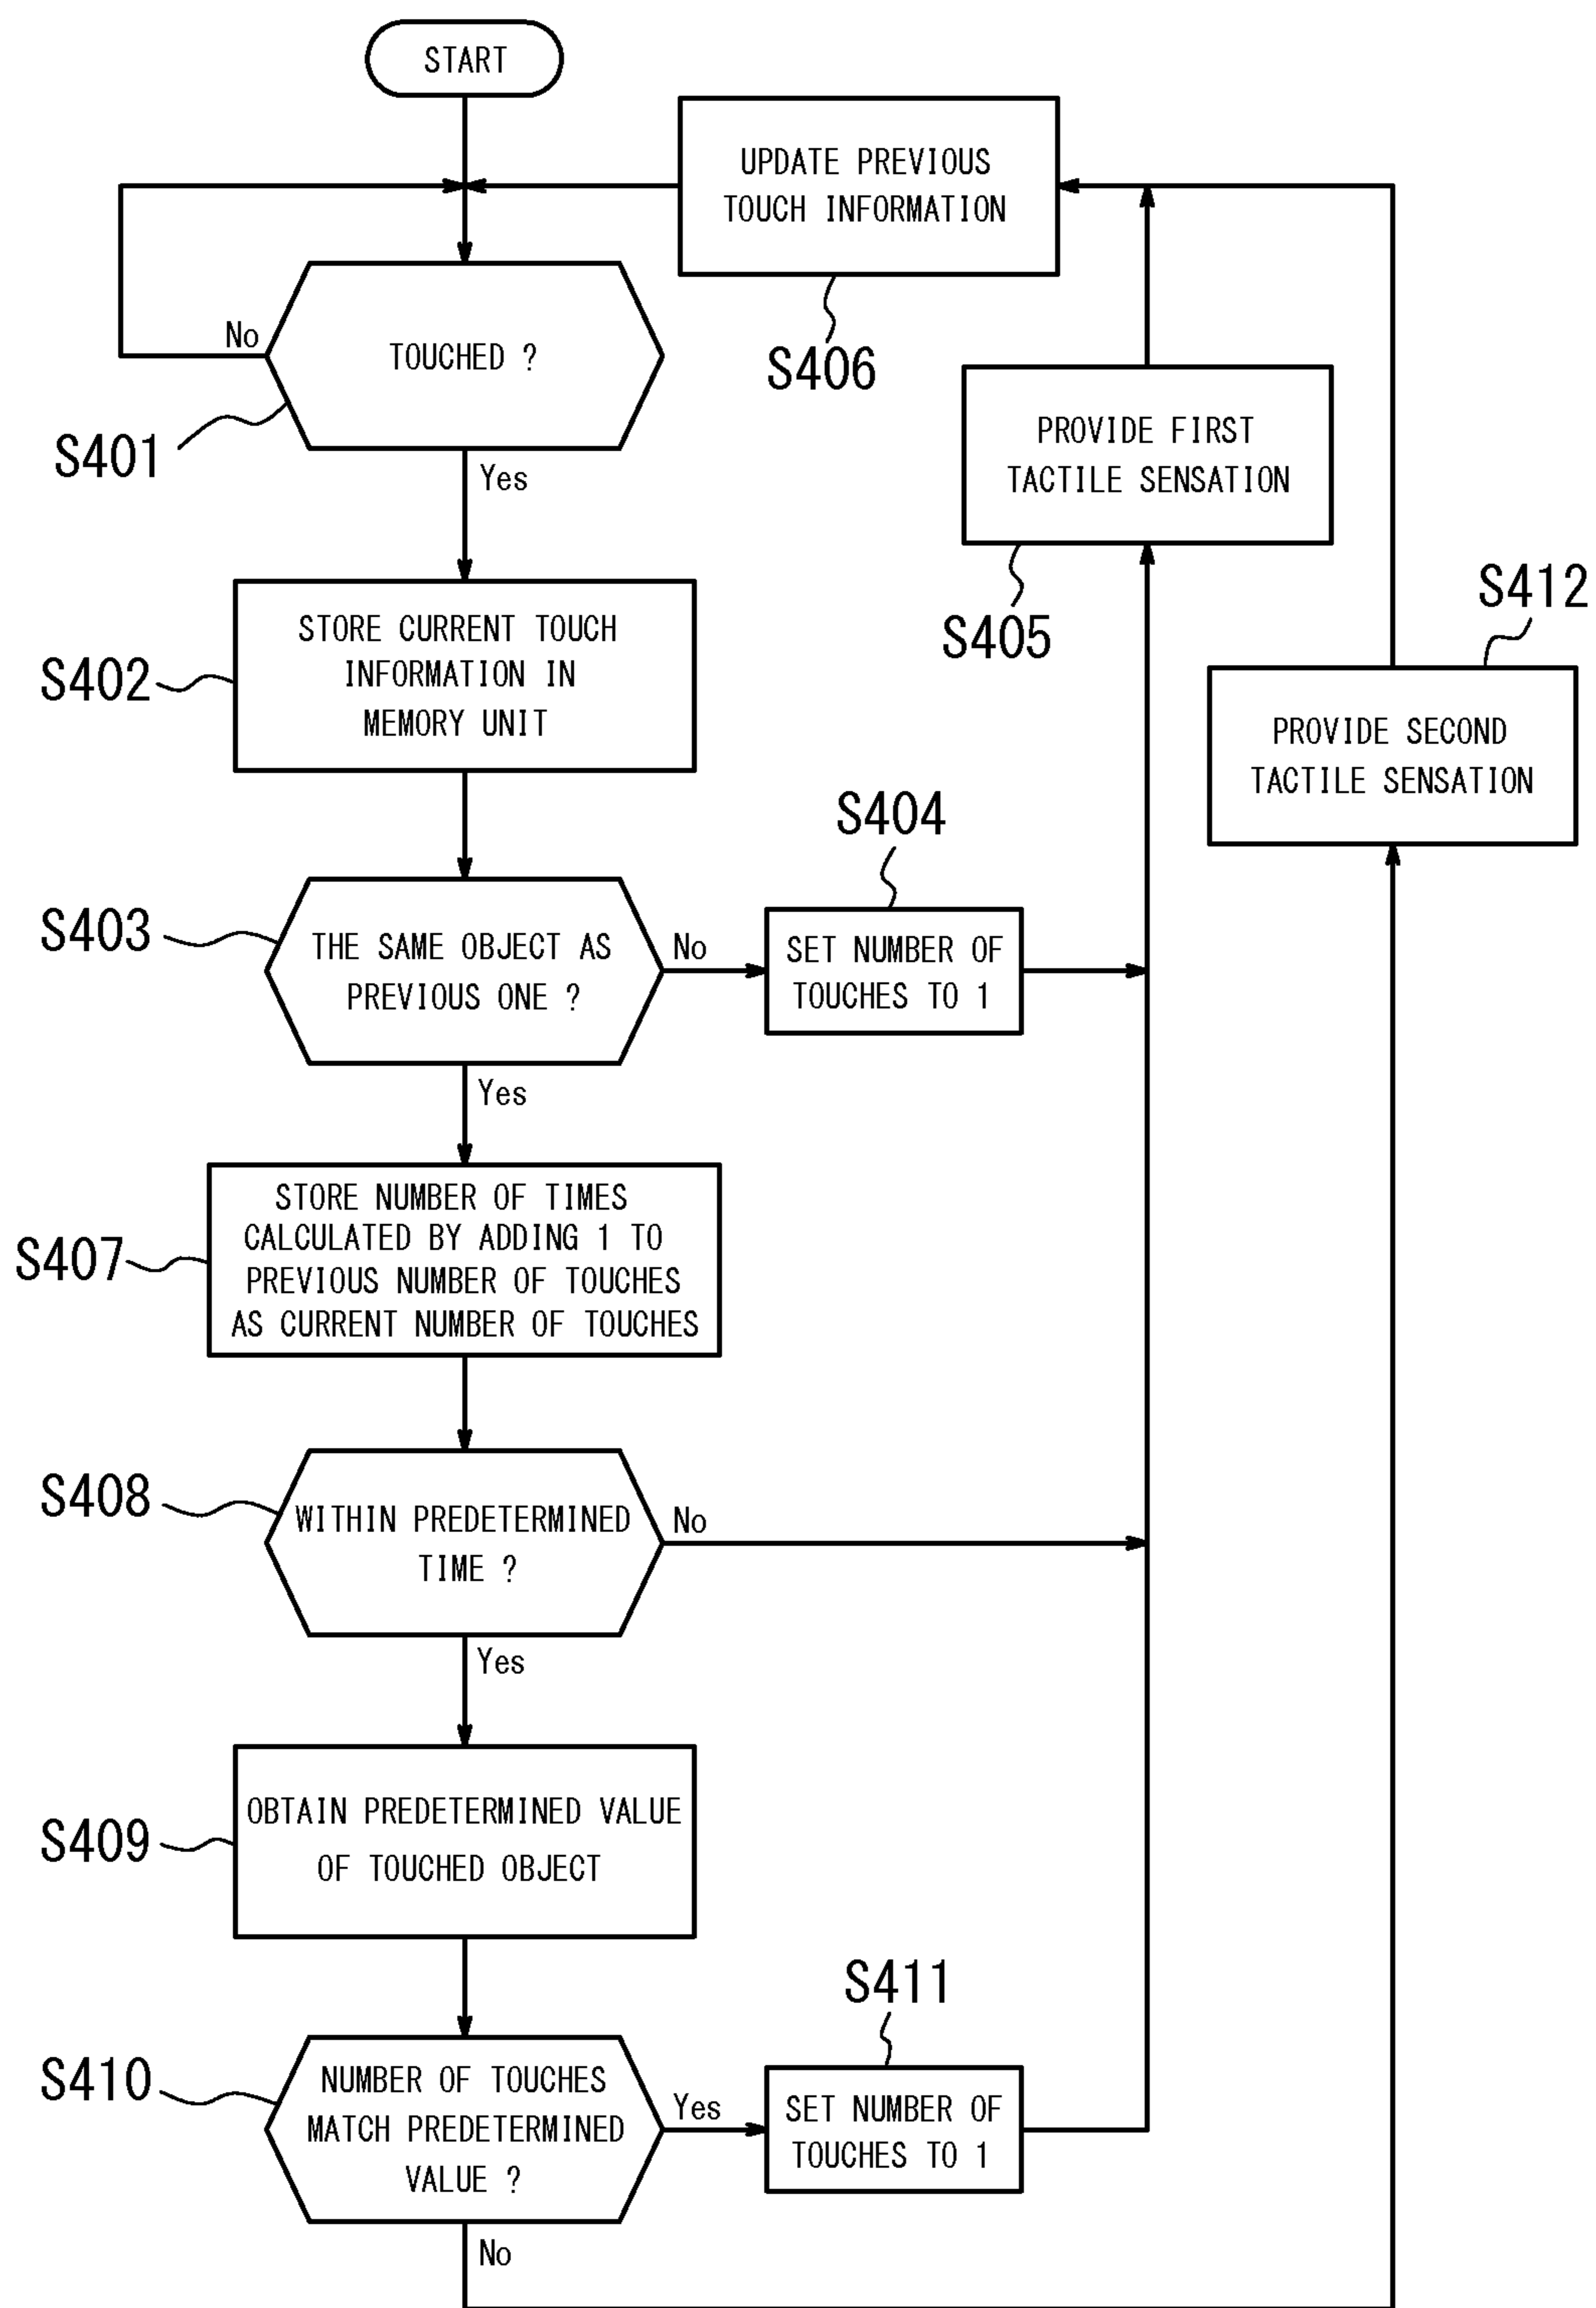 START
UPDATE PREVIOUS
TOUCH INFORMATION
S406
No
TOUCHED ?
S401
Yes
PROVIDE FIRST
TACTILE SENSATION
S405
S412
PROVIDE SECOND
TACTILE SENSATION
STORE CURRENT TOUCH
INFORMATION IN
MEMORY UNIT
S402
S404
S403
THE SAME OBJECT AS
PREVIOUS ONE ?
No
SET NUMBER OF
TOUCHES TO 1
Yes
STORE NUMBER OF TIMES
CALCULATED BY ADDING 1 TO
PREVIOUS NUMBER OF TOUCHES
AS CURRENT NUMBER OF TOUCHES
S407
S408
WITHIN PREDETERMINED
TIME ?
No
Yes
OBTAIN PREDETERMINED VALUE
OF TOUCHED OBJECT
S409
S411
S410
NUMBER OF TOUCHES
MATCH PREDETERMINED
VALUE ?
Yes
SET NUMBER OF
TOUCHES TO 1
No